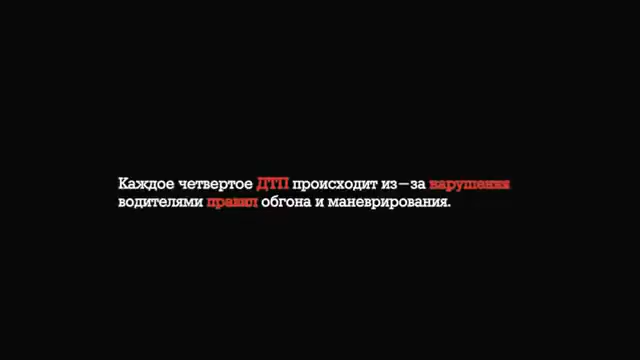 Каждое четвертое ДТП происходит из—за нарушения
водителями правил обгона и маневрирования.